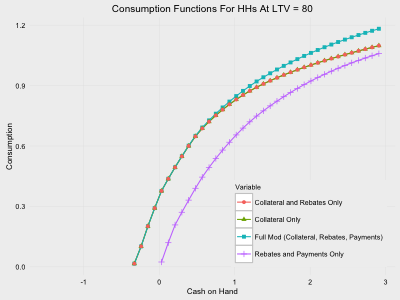 Consumption Functions For HHs At LTV = 80
1.2
0.9
0.6
0.3
0.0
Consumption
Variable
Collateral and Rebates Only
Collateral Only
Full Mod (Collateral, Rebates, Payments)
Rebates and Payments Only
-1
0
1
2
3
Cash on Hand